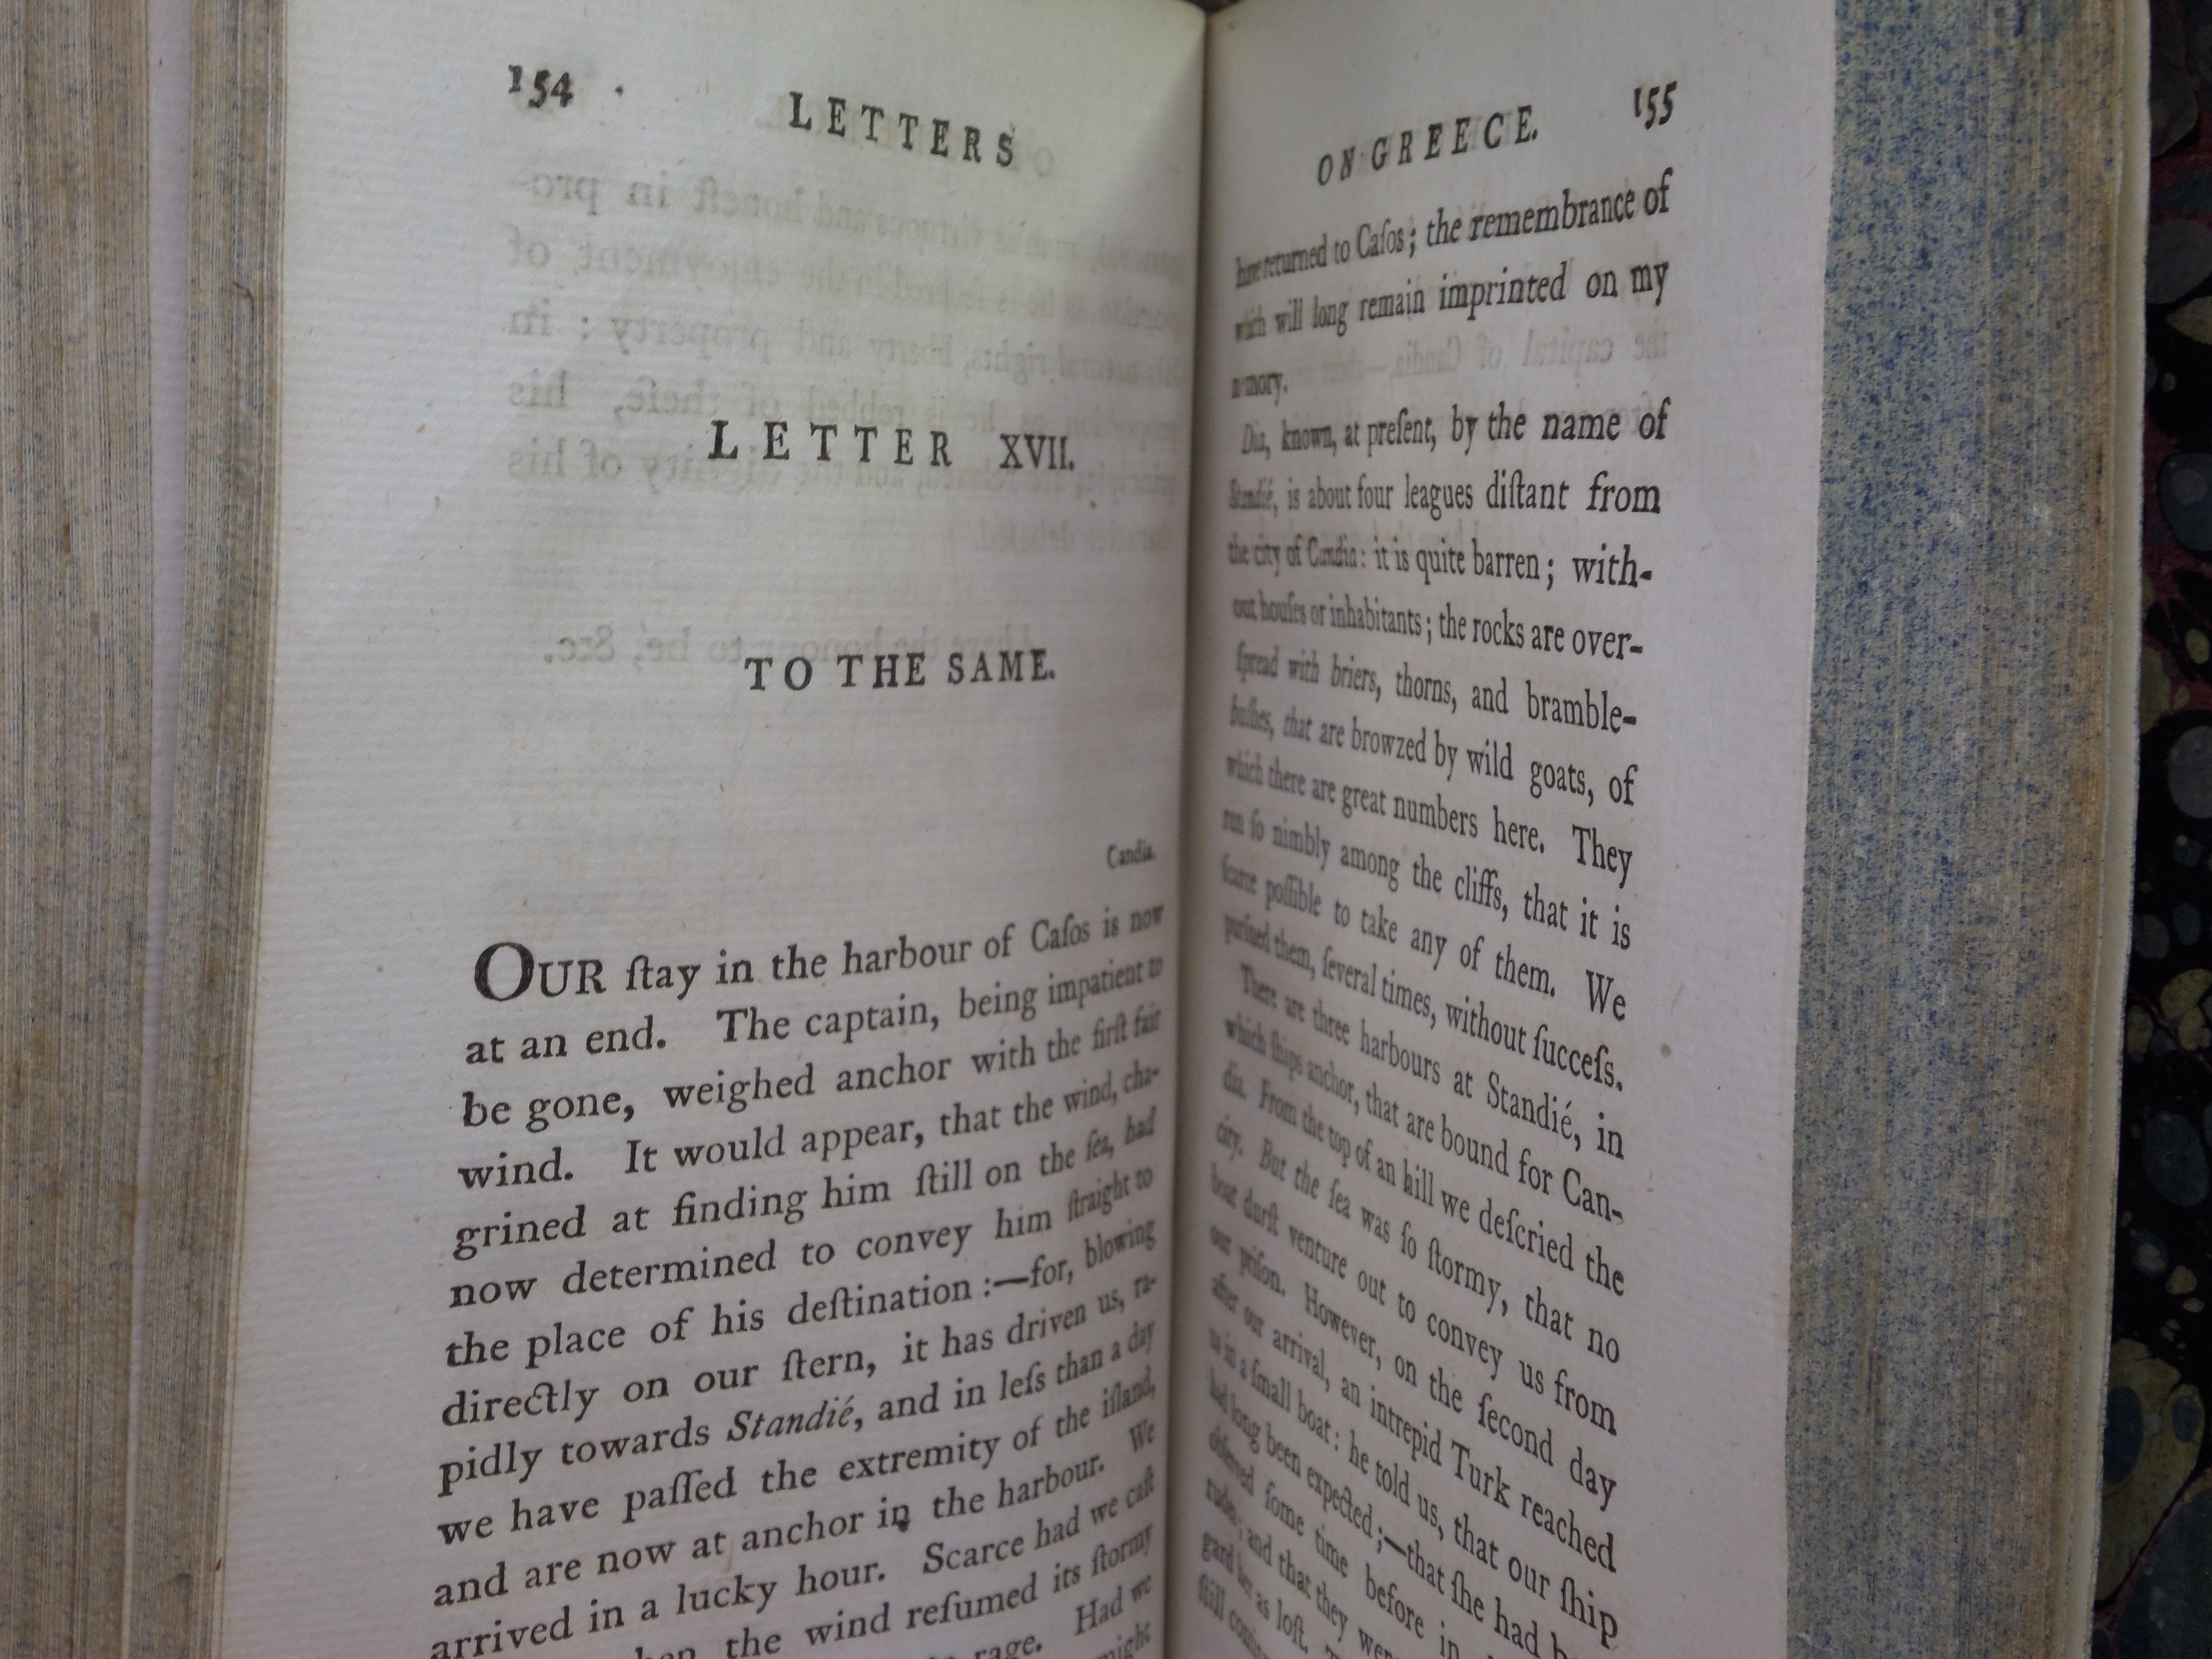 154 LETTERS
LETTER XVII.
TO THE SAME.
Candia.
OUR ſtay in the harbour of Caſos is now
at an end. The captain, being impatient to
be gone, weighed anchor with the firſt fair
wind. It would appear, that the wind, cha-
grined at finding him ſtill on the ſea, had
now determined to convey him ſtraight to
the place of his deſtination :—for, blowing
directly on our ſtern, it has driven us, ra-
pidly towards Standié, and in leſs than a day
we have paſſed the extremity of the iſland,
and are now at anchor in the harbour. We
arrived in a lucky hour. Scarce had we caſt
the wind reſumed its ſtormy
rage. Had we
might
ON GREECE. 155
have returned to Caſos; the remembrance of
which will long remain imprinted on my
memory.
Dia, known, at preſent, by the name of
Standié, is about four leagues diſtant from
the city of Candia: it is quite barren; with-
out houſes or inhabitants; the rocks are over-
ſpread with briers, thorns, and bramble-
buſhes, that are browzed by wild goats, of
which there are great numbers here. They
run ſo nimbly among the cliffs, that it is
ſcarce poſſible to take any of them. We
purſued them, ſeveral times, without ſucceſs.
There are three harbours at Standié, in
which ſhips anchor, that are bound for Can-
dia. From the top of an hill we deſcried the
city. But the ſea was ſo ſtormy, that no
boat durſt venture out to convey us from
our priſon. However, on the ſecond day
after our arrival, an intrepid Turk reached
us in a ſmall boat: he told us, that our ſhip
had long been expected;—that ſhe had
obſerved ſome time before in
and that they
as loſt.
ſtill